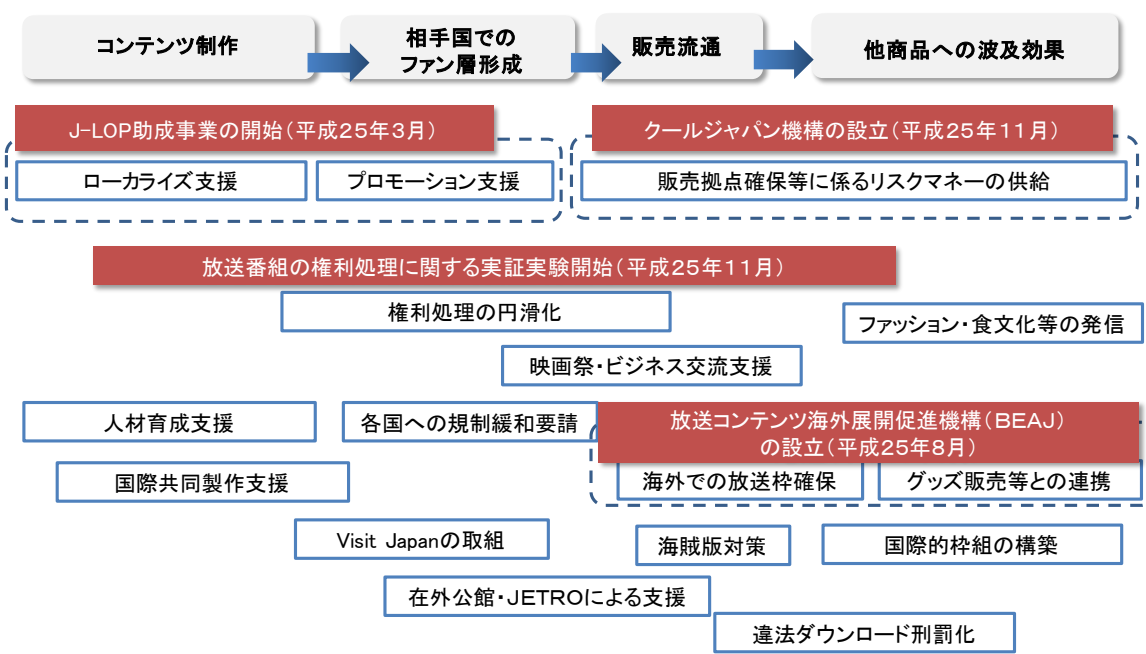 コンテンツ制作
相手国での
ファン層形成
販売流通
他商品への波及効果
J-LOP助成事業の開始（平成２５年３月）
クールジャパン機構の設立（平成２５年１１月）
ローカライズ支援
プロモーション支援
販売拠点確保等に係るリスクマネーの供給
放送番組の権利処理に関する実証実験開始（平成２５年１１月）
権利処理の円滑化
ファッション・食文化等の発信
映画祭・ビジネス交流支援
人材育成支援
各国への規制緩和要請
放送コンテンツ海外展開促進機構（ＢＥＡＪ）
の設立（平成２５年８月）
国際共同製作支援
海外での放送枠確保
グッズ販売等との連携
Visit Japanの取組
海賊版対策
国際的枠組の構築
在外公館・ＪＥＴＲＯによる支援
違法ダウンロード刑罰化